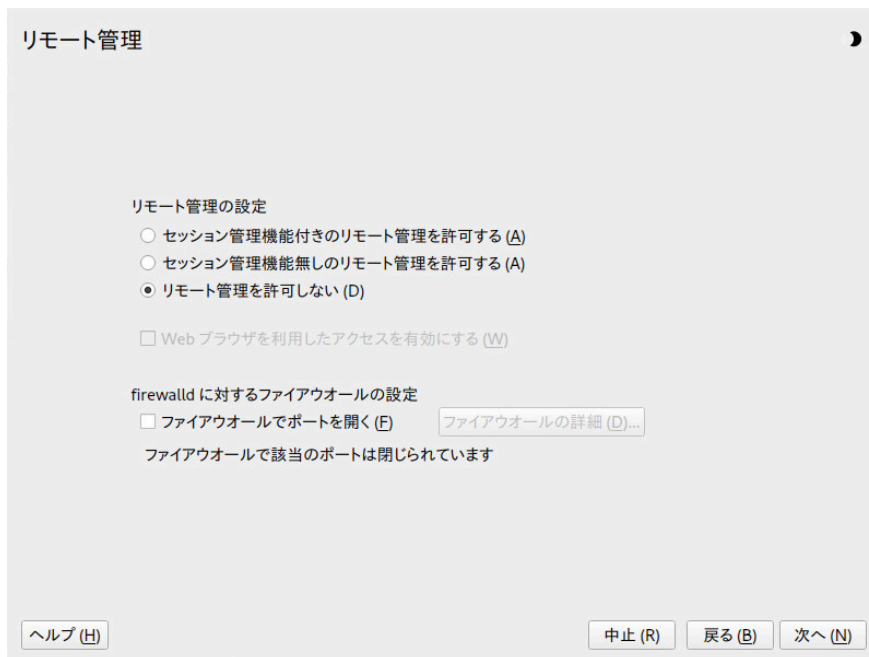 リモート管理
リモート管理の設定
セッション管理機能付きのリモート管理を許可する (A)
セッション管理機能無しのリモート管理を許可する (A)
リモート管理を許可しない (D)
Web ブラウザを利用したアクセスを有効にする (W)
firewalld に対するファイアウオールの設定
ファイアウオールでポートを開く(F) ファイアウオールの詳細 (D)...
ファイアウオールで該当のポートは閉じられています
ヘルプ (H) 中止 (R) 戻る (B) 次へ (N)